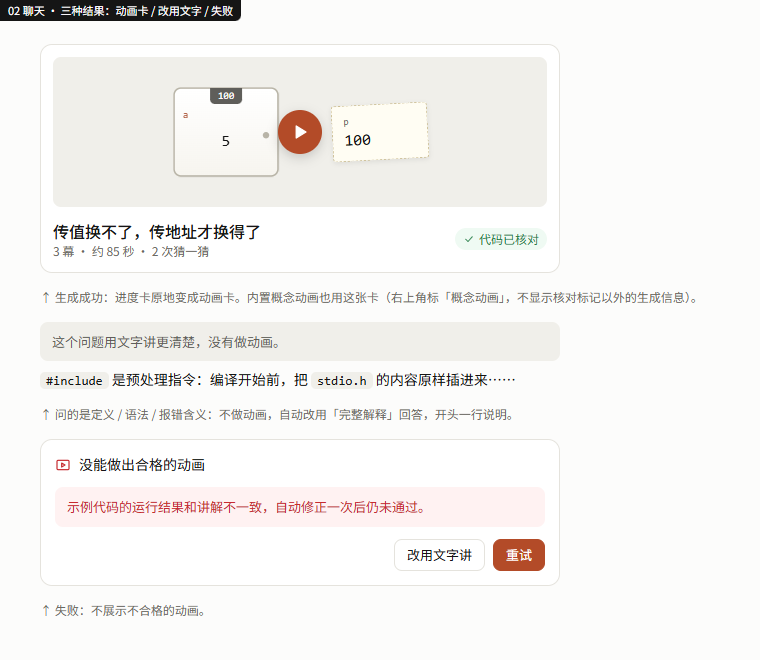 02 聊天 · 三种结果：动画卡 / 改用文字 / 失败
100
a
5
p
100
传值换不了，传地址才换得了
3 幕 · 约 85 秒 · 2 次猜一猜
✓ 代码已核对
↑ 生成成功：进度卡原地变成动画卡。内置概念动画也用这张卡（右上角标「概念动画」，不显示核对标记以外的生成信息）。
这个问题用文字讲更清楚，没有做动画。
#include 是预处理指令：编译开始前，把 stdio.h 的内容原样插进来……
↑ 问的是定义 / 语法 / 报错含义：不做动画，自动改用「完整解释」回答，开头一行说明。
没能做出合格的动画
示例代码的运行结果和讲解不一致，自动修正一次后仍未通过。
改用文字讲 重试
↑ 失败：不展示不合格的动画。